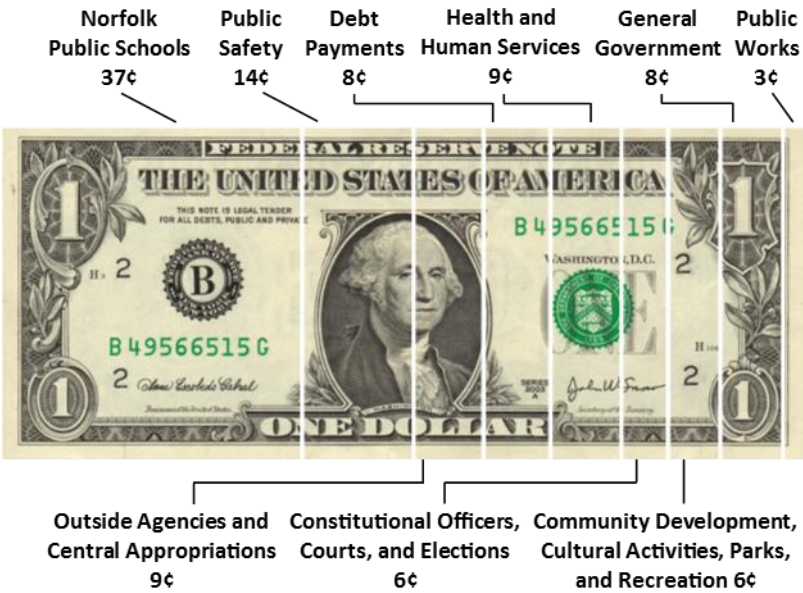 Norfolk
Public Schools
37¢
Public
Safety
14¢
Debt
Payments
8¢
Health and
Human Services
9¢
General
Government
8¢
Public
Works
3¢
FEDERAL RESERVE NOTE
THE UNITED STATES OF AMERICA
THIS NOTE IS LEGAL TENDER
FOR ALL DEBTS, PUBLIC AND PRIVATE
B 49566515 G
WASHINGTON, D.C.
1
1
2
2
B
ONE
B 49566515 G
2
2
SERIES
2003
A
1
1
ONE DOLLAR
Outside Agencies and
Central Appropriations
9¢
Constitutional Officers,
Courts, and Elections
6¢
Community Development,
Cultural Activities, Parks,
and Recreation 6¢